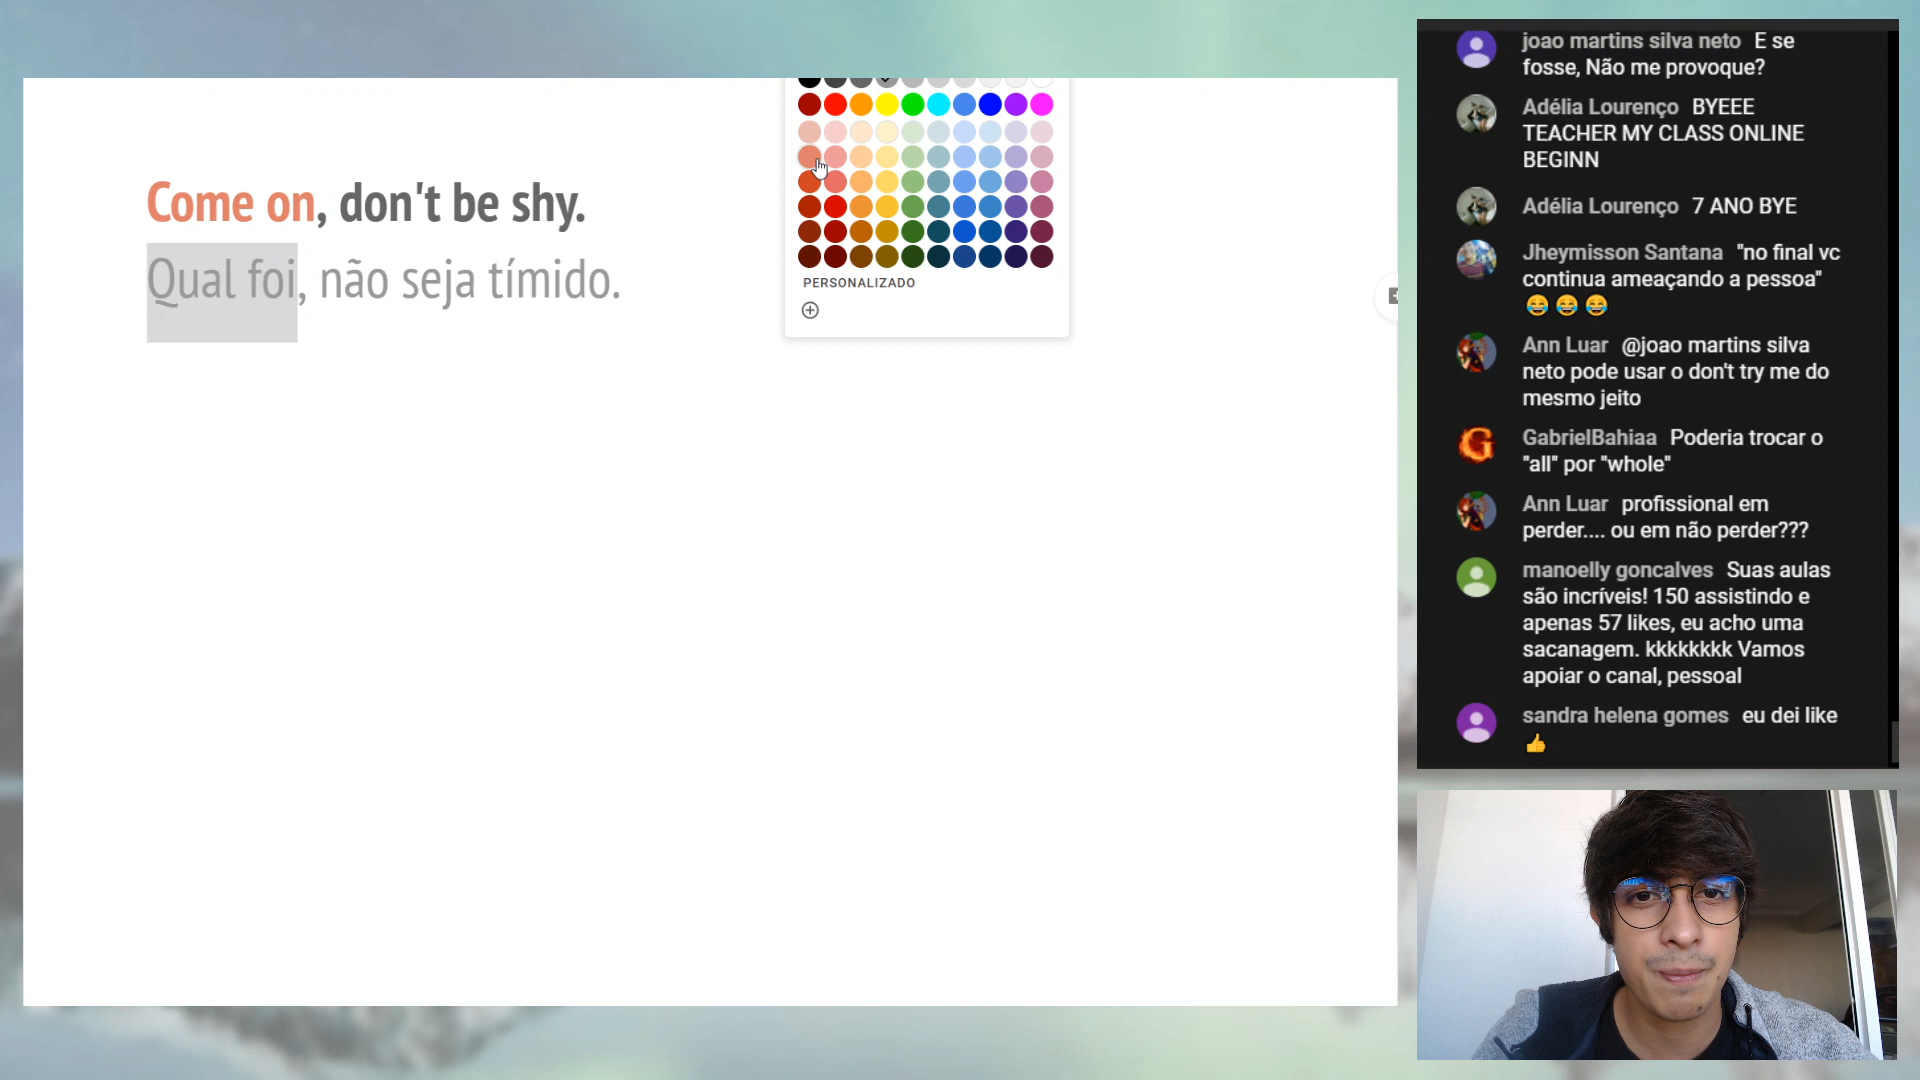 Come on, don't be shy.
Qual foi, não seja tímido.
PERSONALIZADO
joao martins silva neto E se
fosse, Não me provoque?
Adélia Lourenço BYEEE
TEACHER MY CLASS ONLINE
BEGINN
Adélia Lourenço 7 ANO BYE
Jheymisson Santana "no final vc
continua ameaçando a pessoa"
😂 😂 😂
Ann Luar @joao martins silva
neto pode usar o don't try me do
mesmo jeito
G
GabrielBahiaa Poderia trocar o
"all" por "whole"
Ann Luar profissional em
perder.... ou em não perder???
manoelly goncalves Suas aulas
são incríveis! 150 assistindo e
apenas 57 likes, eu acho uma
sacanagem. kkkkkkkk Vamos
apoiar o canal, pessoal
sandra helena gomes eu dei like
👍